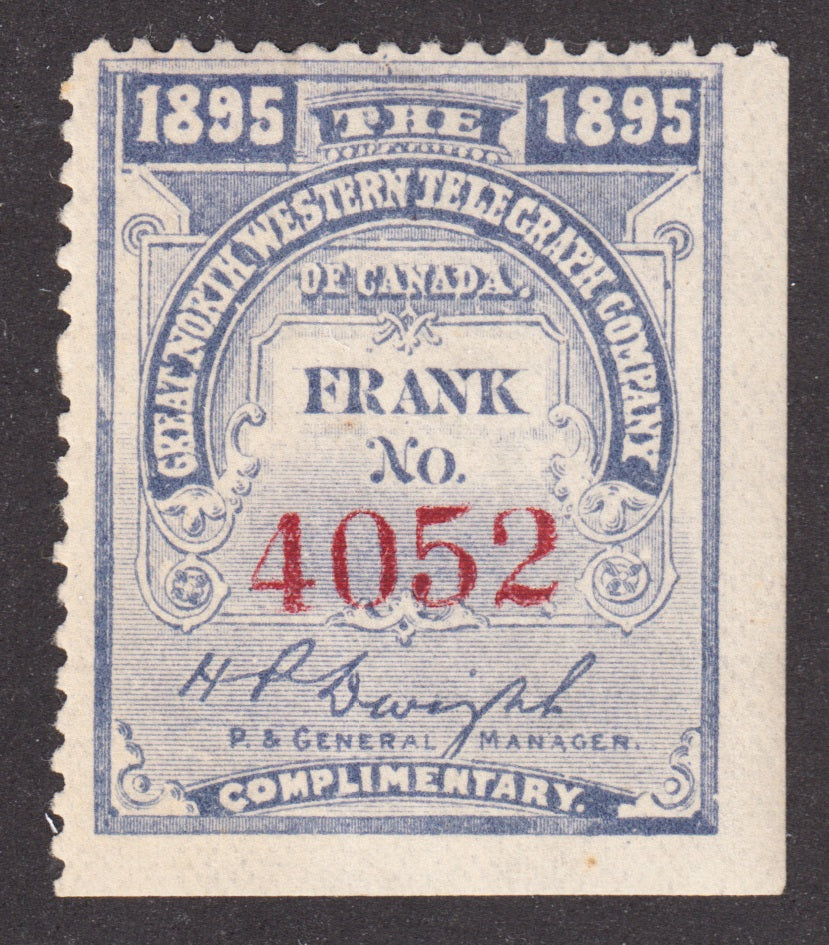 1895 THE 1895
GREAT NORTH WESTERN TELEGRAPH COMPANY
OF CANADA.
FRANK
No.
4052
H P Dwight
P. & GENERAL MANAGER.
COMPLIMENTARY.